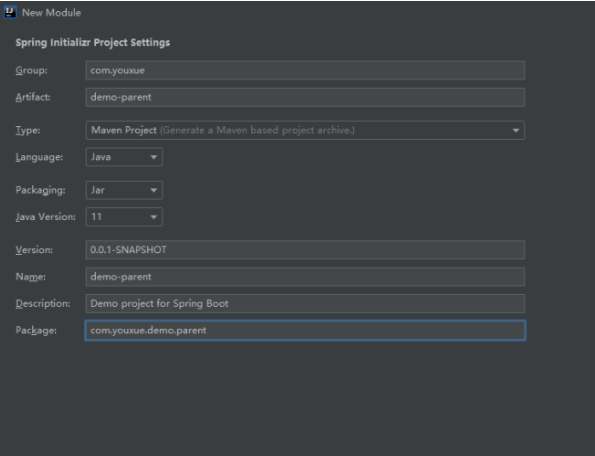 New Module
Spring Initializr Project Settings
Group: com.youxue
Artifact: demo-parent
Type: Maven Project (Generate a Maven based project archive.)
Language: Java
Packaging: Jar
Java Version: 11
Version: 0.0.1-SNAPSHOT
Name: demo-parent
Description: Demo project for Spring Boot
Package: com.youxue.demo.parent